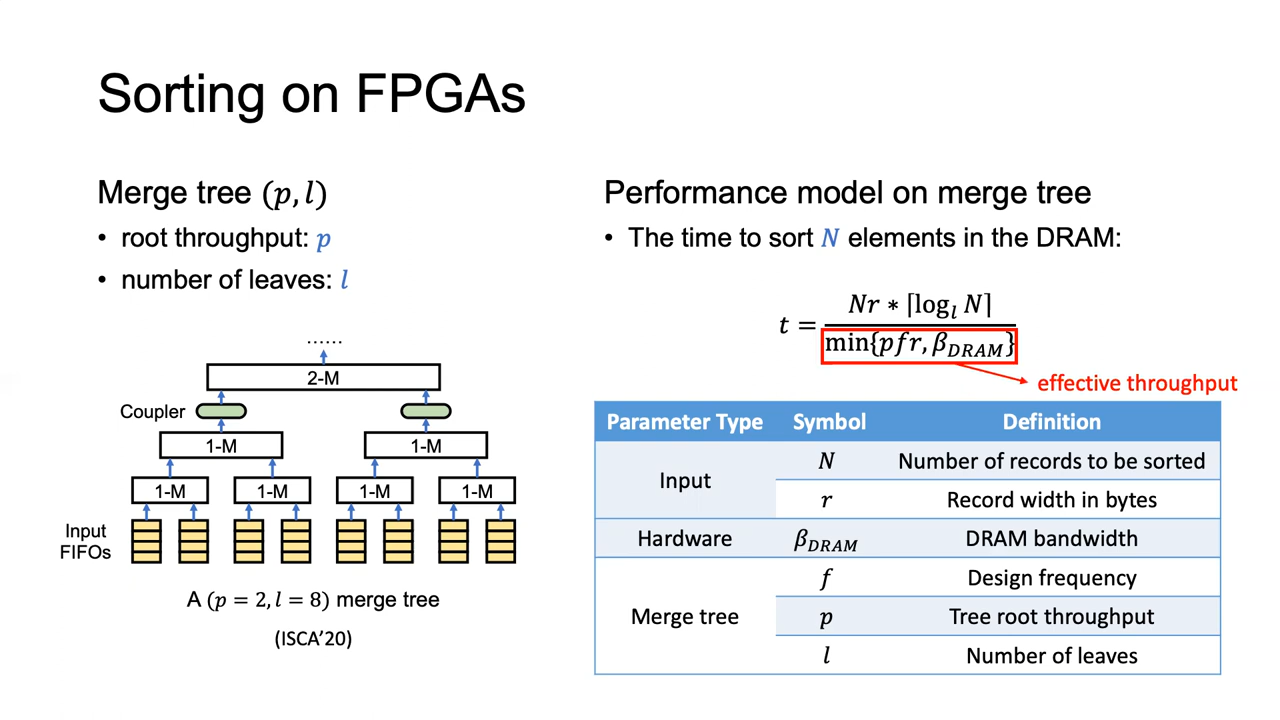 Sorting on FPGAs
Merge tree (p, l)
• root throughput: p
• number of leaves: l
......
2-M
Coupler
1-M 1-M
1-M 1-M 1-M 1-M
Input
FIFOs
A (p = 2, l = 8) merge tree
(ISCA'20)
Performance model on merge tree
• The time to sort N elements in the DRAM:
t = Nr * ⌈log_l N⌉ / min{pfr, β_DRAM}
effective throughput
Parameter Type Symbol Definition
Input N Number of records to be sorted
r Record width in bytes
Hardware β_DRAM DRAM bandwidth
Merge tree f Design frequency
p Tree root throughput
l Number of leaves